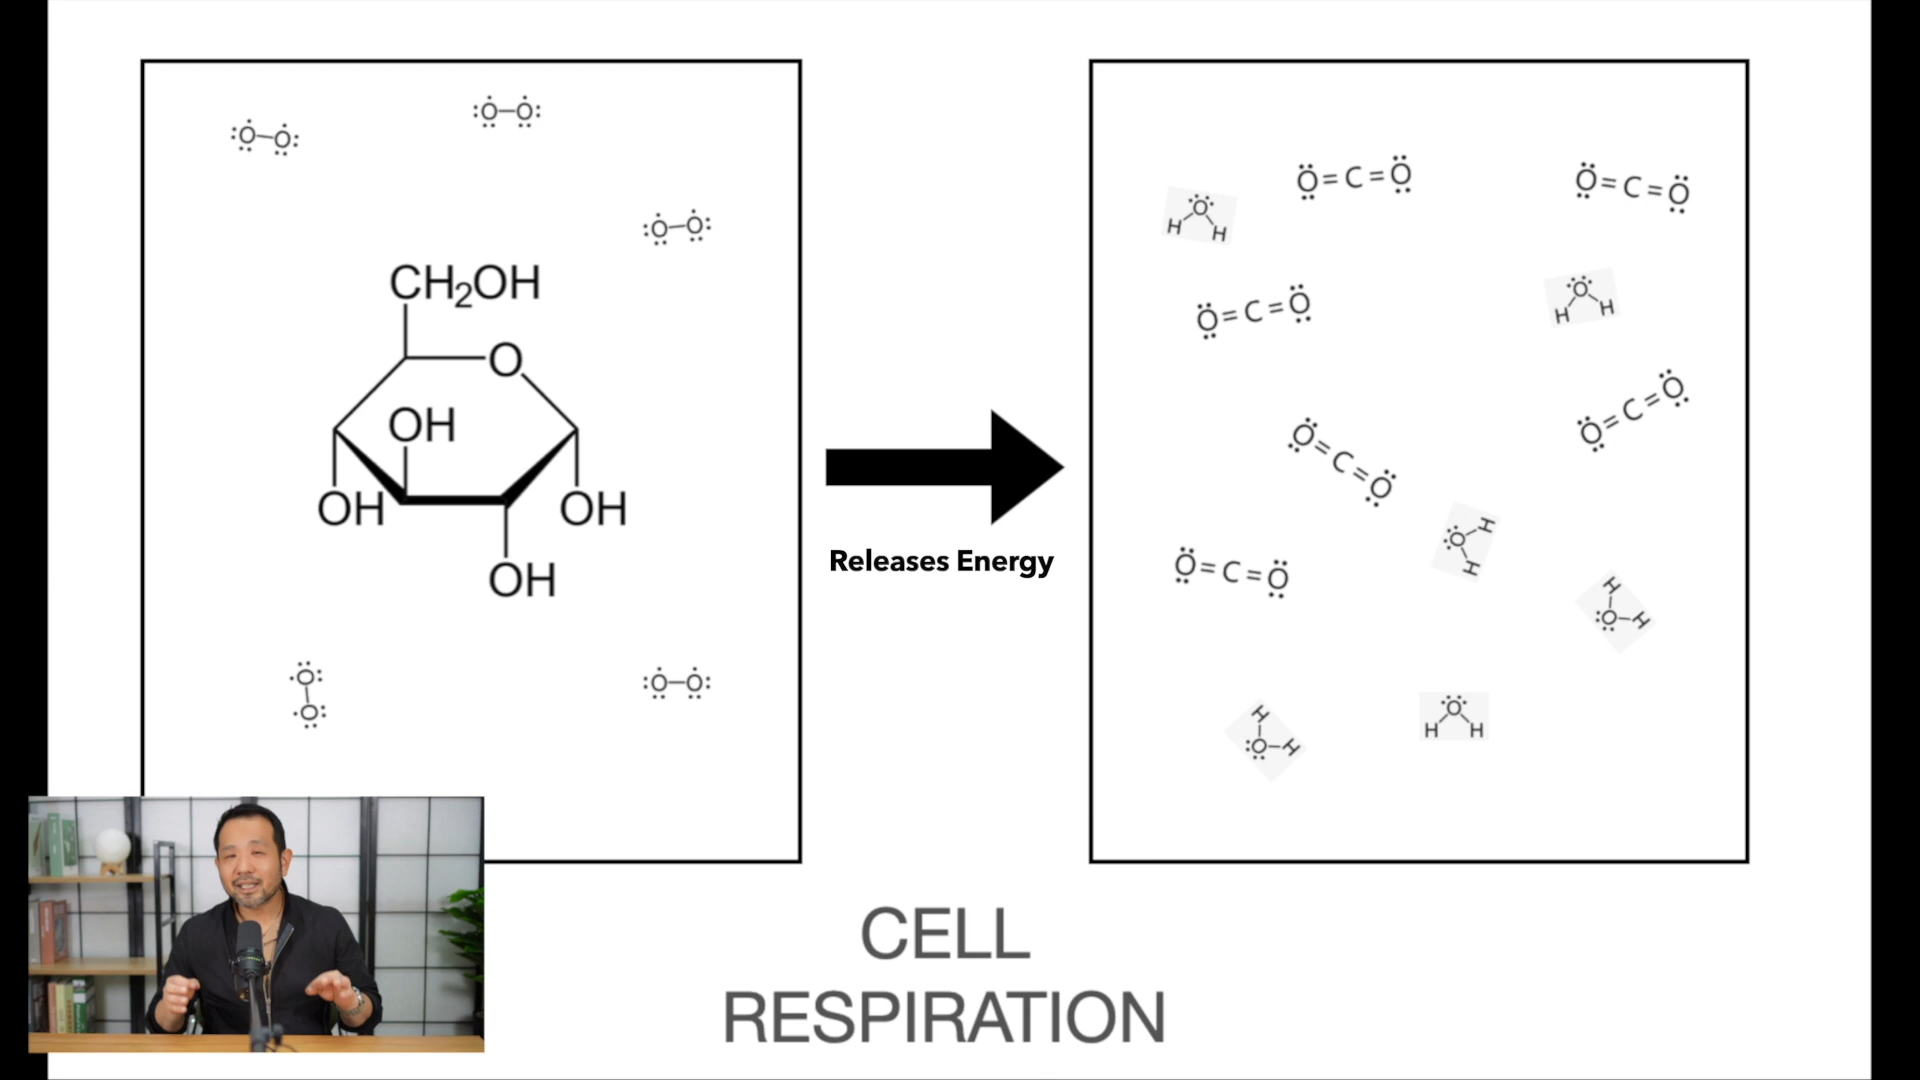 :Ö–Ö:
:Ö–Ö:
:Ö–Ö:
CH₂OH
O
OH
OH
OH
OH
:Ö–Ö:
:Ö–Ö:
Releases Energy
Ö=C=Ö
Ö=C=Ö
O
H H
Ö=C=Ö
O
H H
Ö=C=Ö
Ö=C=Ö
O H
H
Ö=C=Ö
H
:O–H
H
:O–H
O
H H
CELL
RESPIRATION